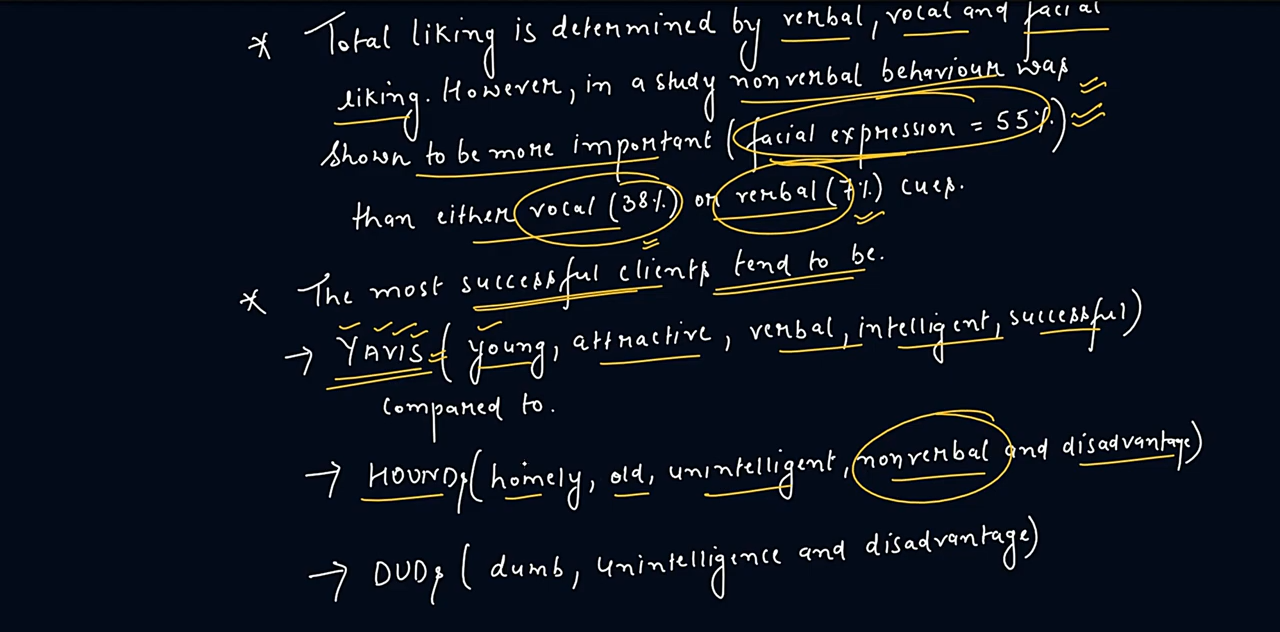 * Total liking is determined by verbal, vocal and facial
liking. However, in a study nonverbal behaviour was
shown to be more important (facial expression = 55%)
than either vocal (38%) or verbal (7%) cues.
* The most successful clients tend to be.
→ YAVIS = (young, attractive, verbal, intelligent, successful)
compared to.
→ HOUNDs (homely, old, unintelligent, nonverbal and disadvantage)
→ DUDs (dumb, unintelligence and disadvantage)